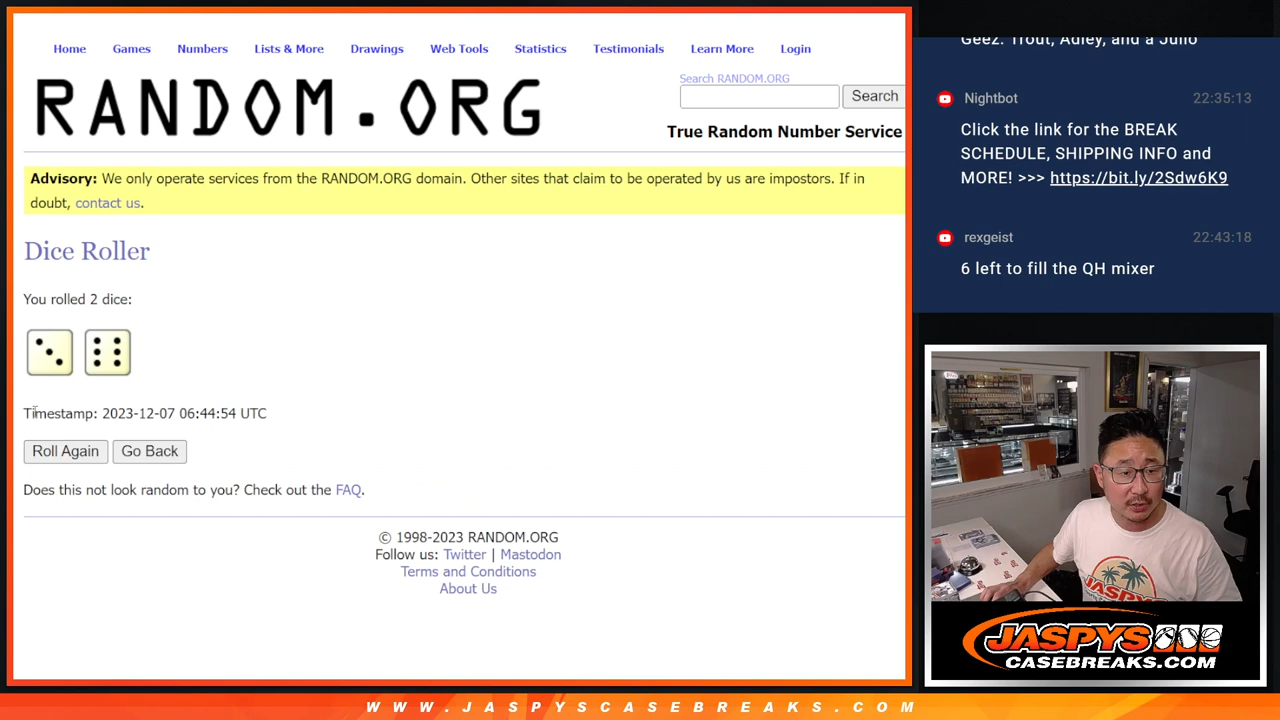 Home Games Numbers Lists & More Drawings Web Tools Statistics Testimonials Learn More Login
RANDOM.ORG
Search RANDOM.ORG
Search
True Random Number Service
Advisory: We only operate services from the RANDOM.ORG domain. Other sites that claim to be operated by us are impostors. If in
doubt, contact us.
Dice Roller
You rolled 2 dice:
Timestamp: 2023-12-07 06:44:54 UTC
Roll Again Go Back
Does this not look random to you? Check out the FAQ.
© 1998-2023 RANDOM.ORG
Follow us: Twitter | Mastodon
Terms and Conditions
About Us
Geez. Trout, Adley, and a Julio
Nightbot 22:35:13
Click the link for the BREAK
SCHEDULE, SHIPPING INFO and
MORE! >>> https://bit.ly/2Sdw6K9
rexgeist 22:43:18
6 left to fill the QH mixer
JASPYS
CASEBREAKS.COM
WWW.JASPYSCASEBREAKS.COM